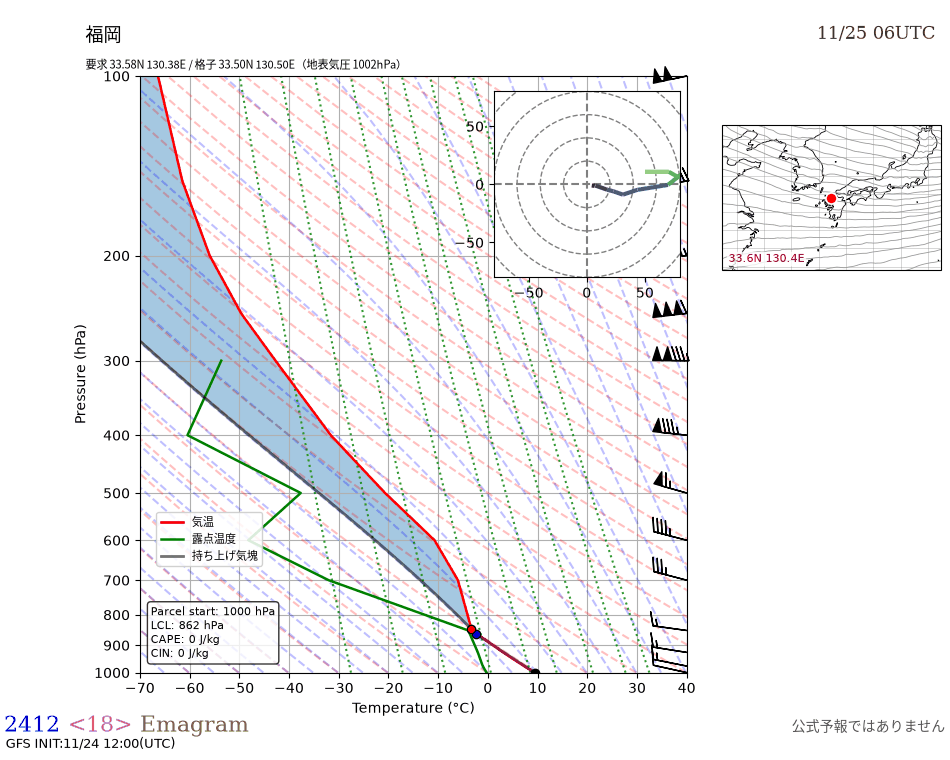 福岡
11/25 06UTC
要求 33.58N 130.38E / 格子 33.50N 130.50E（地表気圧 1002hPa）
100
200
300
400
500
600
700
800
900
1000
Pressure (hPa)
−70 −60 −50 −40 −30 −20 −10 0 10 20 30 40
Temperature (°C)
50
0
−50
−50 0 50
33.6N 130.4E
気温
露点温度
持ち上げ気塊
Parcel start: 1000 hPa
LCL: 862 hPa
CAPE: 0 J/kg
CIN: 0 J/kg
2412 <18> Emagram
公式予報ではありません
GFS INIT:11/24 12:00(UTC)